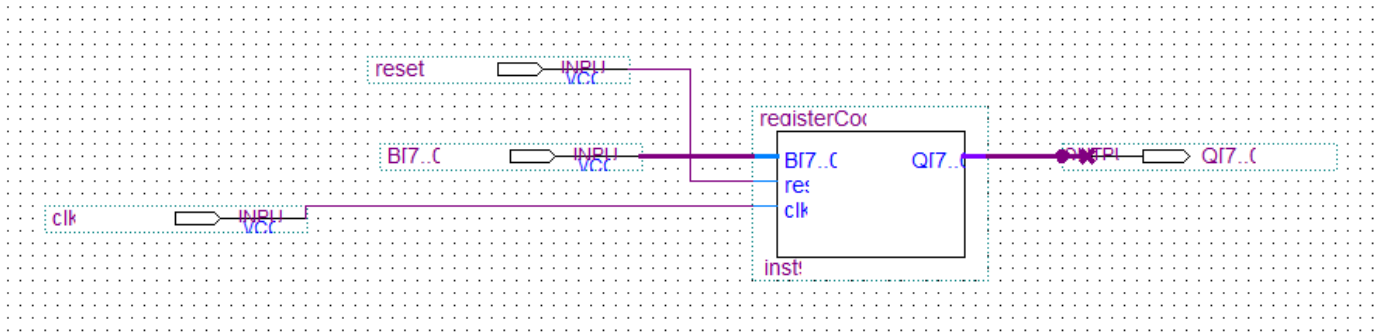 reset
INPU
VCC
registerCod
B[7..0
INPU
VCC
B[7..0
Q[7..0
Q[7..0
res
clk
INPU
VCC
clk
inst